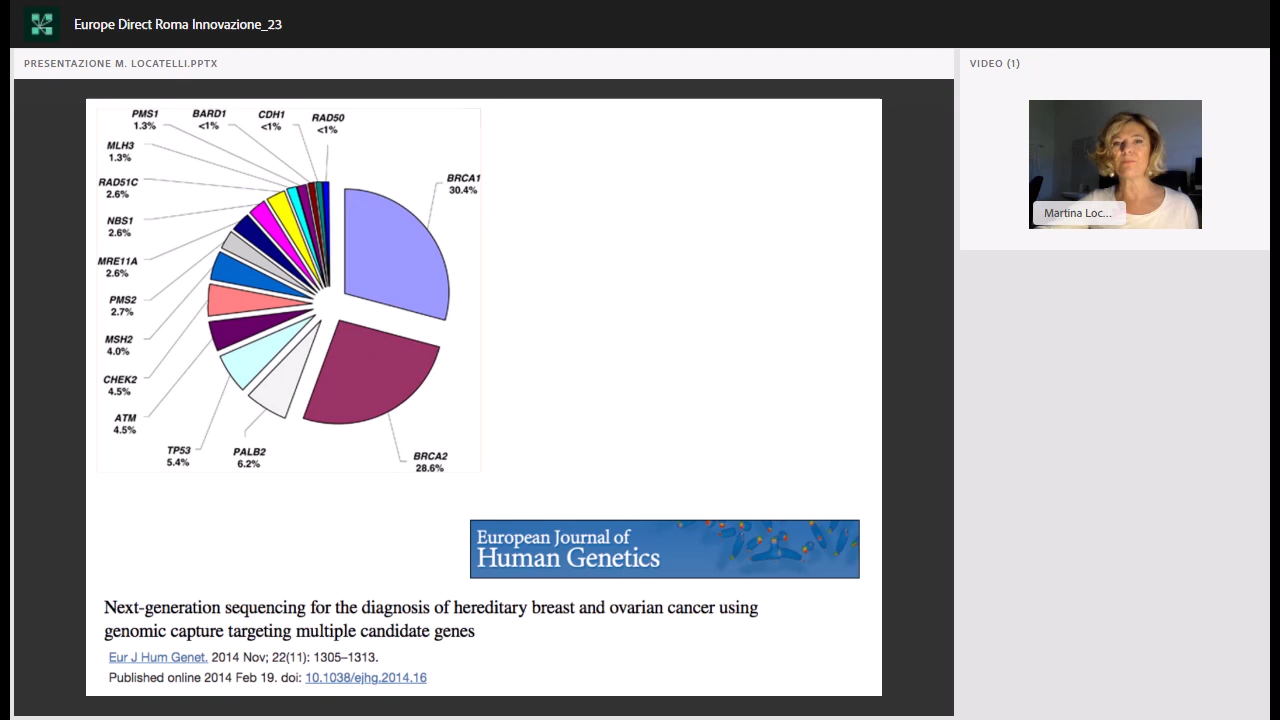 Europe Direct Roma Innovazione_23
PRESENTAZIONE M. LOCATELLI.PPTX
VIDEO (1)
PMS1
1.3%
BARD1
<1%
CDH1
<1%
RAD50
<1%
MLH3
1.3%
RAD51C
2.6%
NBS1
2.6%
MRE11A
2.6%
PMS2
2.7%
MSH2
4.0%
CHEK2
4.5%
ATM
4.5%
TP53
5.4%
PALB2
6.2%
BRCA1
30.4%
BRCA2
28.6%
Martina Loc...
European Journal of
Human Genetics
Next-generation sequencing for the diagnosis of hereditary breast and ovarian cancer using
genomic capture targeting multiple candidate genes
Eur J Hum Genet. 2014 Nov; 22(11): 1305–1313.
Published online 2014 Feb 19. doi: 10.1038/ejhg.2014.16